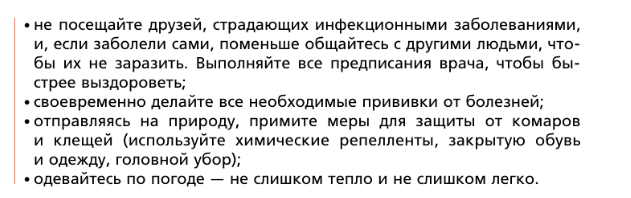 • не посещайте друзей, страдающих инфекционными заболеваниями,
и, если заболели сами, поменьше общайтесь с другими людьми, что-
бы их не заразить. Выполняйте все предписания врача, чтобы бы-
стрее выздороветь;
• своевременно делайте все необходимые прививки от болезней;
• отправляясь на природу, примите меры для защиты от комаров
и клещей (используйте химические репелленты, закрытую обувь
и одежду, головной убор);
• одевайтесь по погоде — не слишком тепло и не слишком легко.